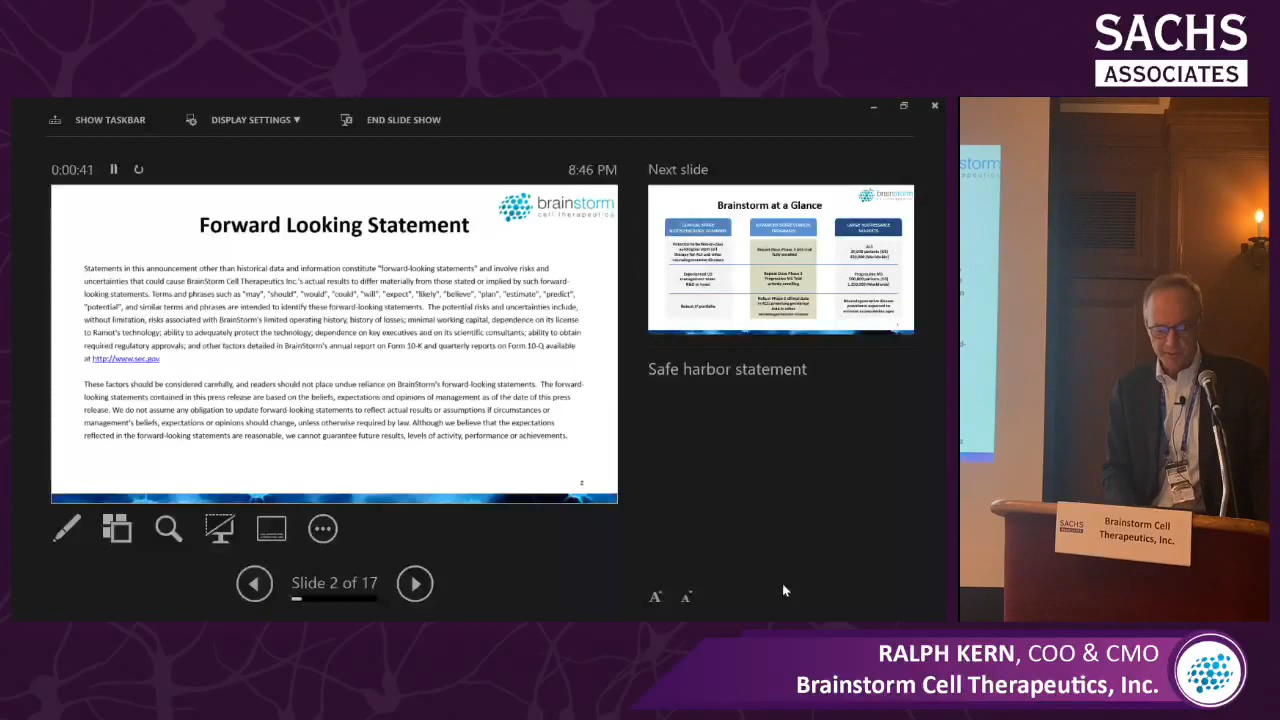 SACHS
ASSOCIATES
SHOW TASKBAR
DISPLAY SETTINGS ▼
END SLIDE SHOW
0:00:41
8:46 PM
Next slide
brainstorm
cell therapeutics
Forward Looking Statement
Statements in this announcement other than historical data and information constitute "forward-looking statements" and involve risks and
uncertainties that could cause BrainStorm Cell Therapeutics Inc.'s actual results to differ materially from those stated or implied by such forward-
looking statements. Terms and phrases such as "may", "should", "would", "could", "will", "expect", "likely", "believe", "plan", "estimate", "predict",
"potential", and similar terms and phrases are intended to identify these forward-looking statements. The potential risks and uncertainties include,
without limitation, risks associated with BrainStorm's limited operating history, history of losses; minimal working capital, dependence on its license
to Ramot's technology; ability to adequately protect the technology; dependence on key executives and on its scientific consultants; ability to obtain
required regulatory approvals; and other factors detailed in BrainStorm's annual report on Form 10-K and quarterly reports on Form 10-Q available
at http://www.sec.gov
These factors should be considered carefully, and readers should not place undue reliance on BrainStorm's forward-looking statements. The forward-
looking statements contained in this press release are based on the beliefs, expectations and opinions of management as of the date of this press
release. We do not assume any obligation to update forward-looking statements to reflect actual results or assumptions if circumstances or
management's beliefs, expectations or opinions should change, unless otherwise required by law. Although we believe that the expectations
reflected in the forward-looking statements are reasonable, we cannot guarantee future results, levels of activity, performance or achievements.
2
brainstorm
Brainstorm at a Glance
Safe harbor statement
Slide 2 of 17
SACHS
ASSOCIATES
Brainstorm Cell
Therapeutics, Inc.
RALPH KERN, COO & CMO
Brainstorm Cell Therapeutics, Inc.